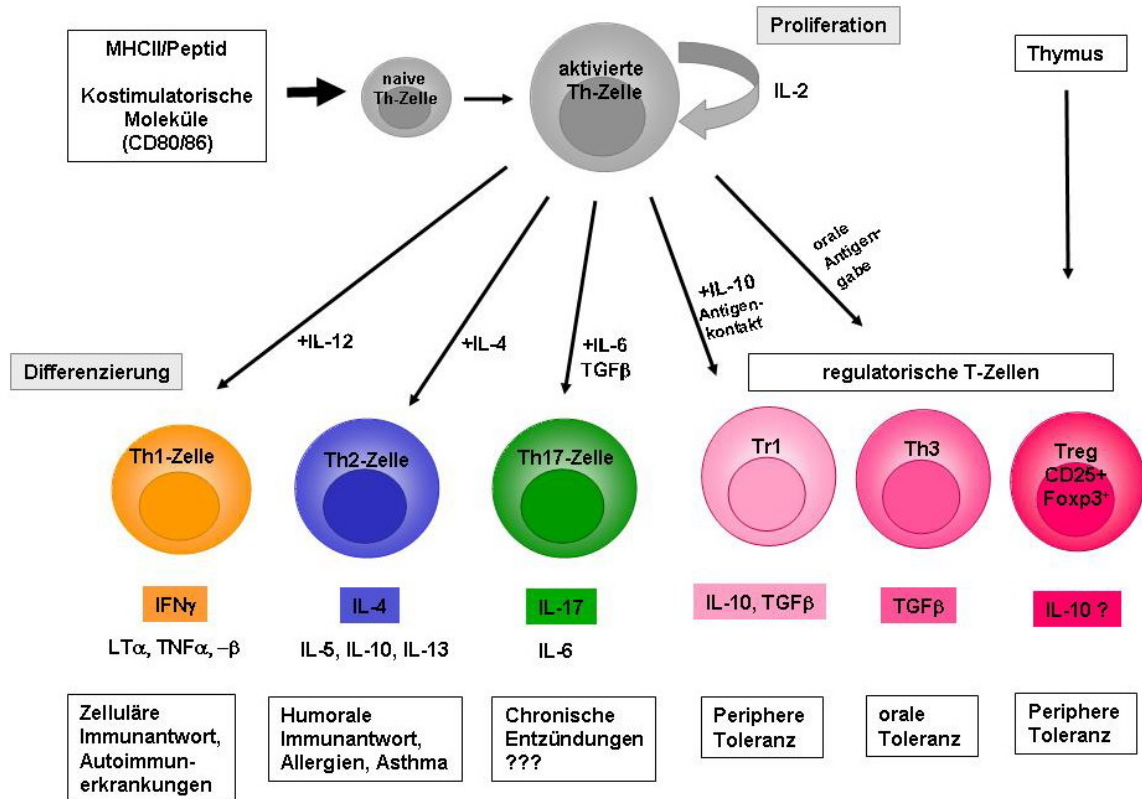 MHCII/Peptid
Kostimulatorische
Moleküle
(CD80/86)
naive
Th-Zelle
aktivierte
Th-Zelle
Proliferation
IL-2
Thymus
+IL-12
+IL-4
+IL-6
TGFβ
+IL-10
Antigen-
kontakt
orale
Antigen-
gabe
Differenzierung
regulatorische T-Zellen
Th1-Zelle
Th2-Zelle
Th17-Zelle
Tr1
Th3
Treg
CD25+
Foxp3⁺
IFNγ
IL-4
IL-17
IL-10, TGFβ
TGFβ
IL-10 ?
LTα, TNFα, –β
IL-5, IL-10, IL-13
IL-6
Zelluläre
Immunantwort,
Autoimmun-
erkrankungen
Humorale
Immunantwort,
Allergien, Asthma
Chronische
Entzündungen
???
Periphere
Toleranz
orale
Toleranz
Periphere
Toleranz